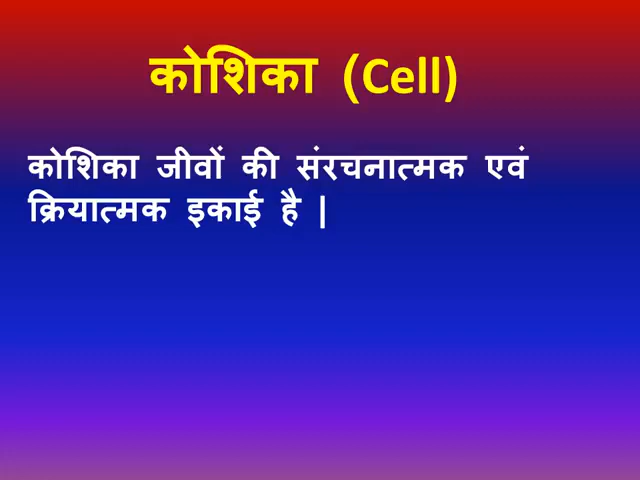 कोशिका (Cell)
कोशिका जीवों की संरचनात्मक एवं
क्रियात्मक इकाई है |